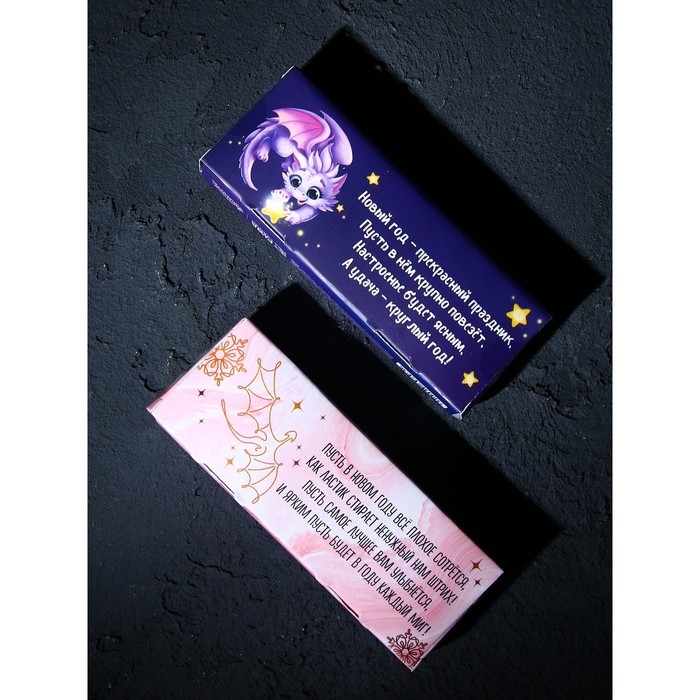 Новый год – прекрасный праздник.
Пусть в нём крупно повезёт,
Настроенье будет ясным,
А удача – круглый год!
ПУСТЬ В НОВОМ ГОДУ ВСЁ ПЛОХОЕ СОТРЁТСЯ,
КАК ЛАСТИК СТИРАЕТ НЕНУЖНЫЙ НАМ ШТРИХ!
ПУСТЬ САМОЕ ЛУЧШЕЕ ВАМ УЛЫБНЁТСЯ,
И ЯРКИМ ПУСТЬ БУДЕТ В ГОДУ КАЖДЫЙ МИГ!